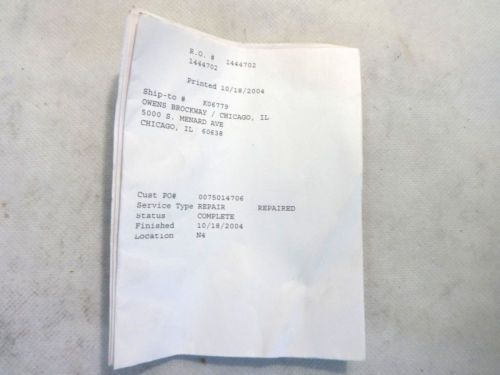 R.O. # 1444702
1444702
Printed 10/18/2004
Ship-to # K06779
OWENS BROCKWAY / CHICAGO, IL
5000 S. MENARD AVE
CHICAGO, IL 60638
Cust PO# 0075014706
Service Type REPAIR REPAIRED
Status COMPLETE
Finished 10/18/2004
Location N4